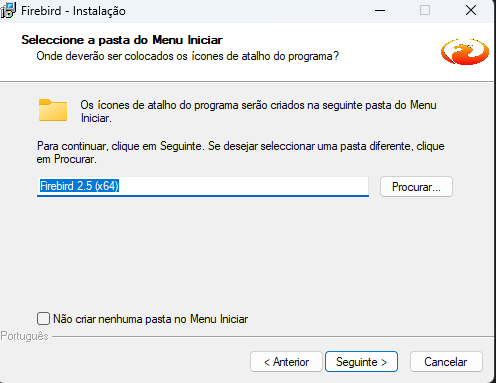 Firebird - Instalação
Seleccione a pasta do Menu Iniciar
Onde deverão ser colocados os ícones de atalho do programa?
Os ícones de atalho do programa serão criados na seguinte pasta do Menu
Iniciar.
Para continuar, clique em Seguinte. Se desejar seleccionar uma pasta diferente, clique
em Procurar.
Firebird 2.5 (x64)
Procurar...
Não criar nenhuma pasta no Menu Iniciar
Português
< Anterior
Seguinte >
Cancelar